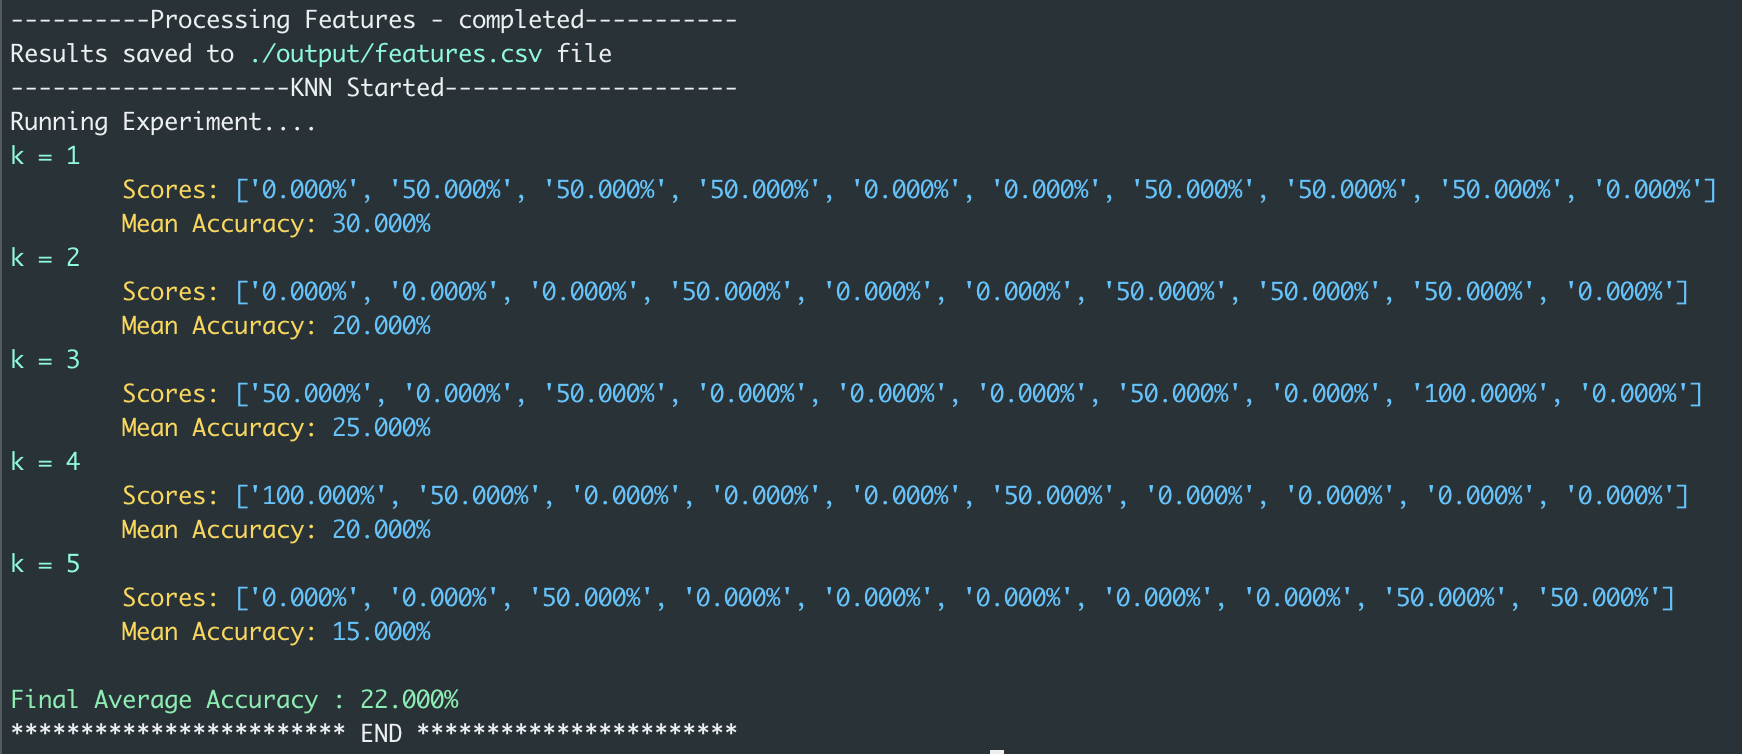 ----------Processing Features - completed-----------
Results saved to ./output/features.csv file
--------------------KNN Started---------------------
Running Experiment....
k = 1
Scores: ['0.000%', '50.000%', '50.000%', '50.000%', '0.000%', '0.000%', '50.000%', '50.000%', '50.000%', '0.000%']
Mean Accuracy: 30.000%
k = 2
Scores: ['0.000%', '0.000%', '0.000%', '50.000%', '0.000%', '0.000%', '50.000%', '50.000%', '50.000%', '0.000%']
Mean Accuracy: 20.000%
k = 3
Scores: ['50.000%', '0.000%', '50.000%', '0.000%', '0.000%', '0.000%', '50.000%', '0.000%', '100.000%', '0.000%']
Mean Accuracy: 25.000%
k = 4
Scores: ['100.000%', '50.000%', '0.000%', '0.000%', '0.000%', '50.000%', '0.000%', '0.000%', '0.000%', '0.000%']
Mean Accuracy: 20.000%
k = 5
Scores: ['0.000%', '0.000%', '50.000%', '0.000%', '0.000%', '0.000%', '0.000%', '0.000%', '50.000%', '50.000%']
Mean Accuracy: 15.000%
Final Average Accuracy : 22.000%
************************ END ***********************